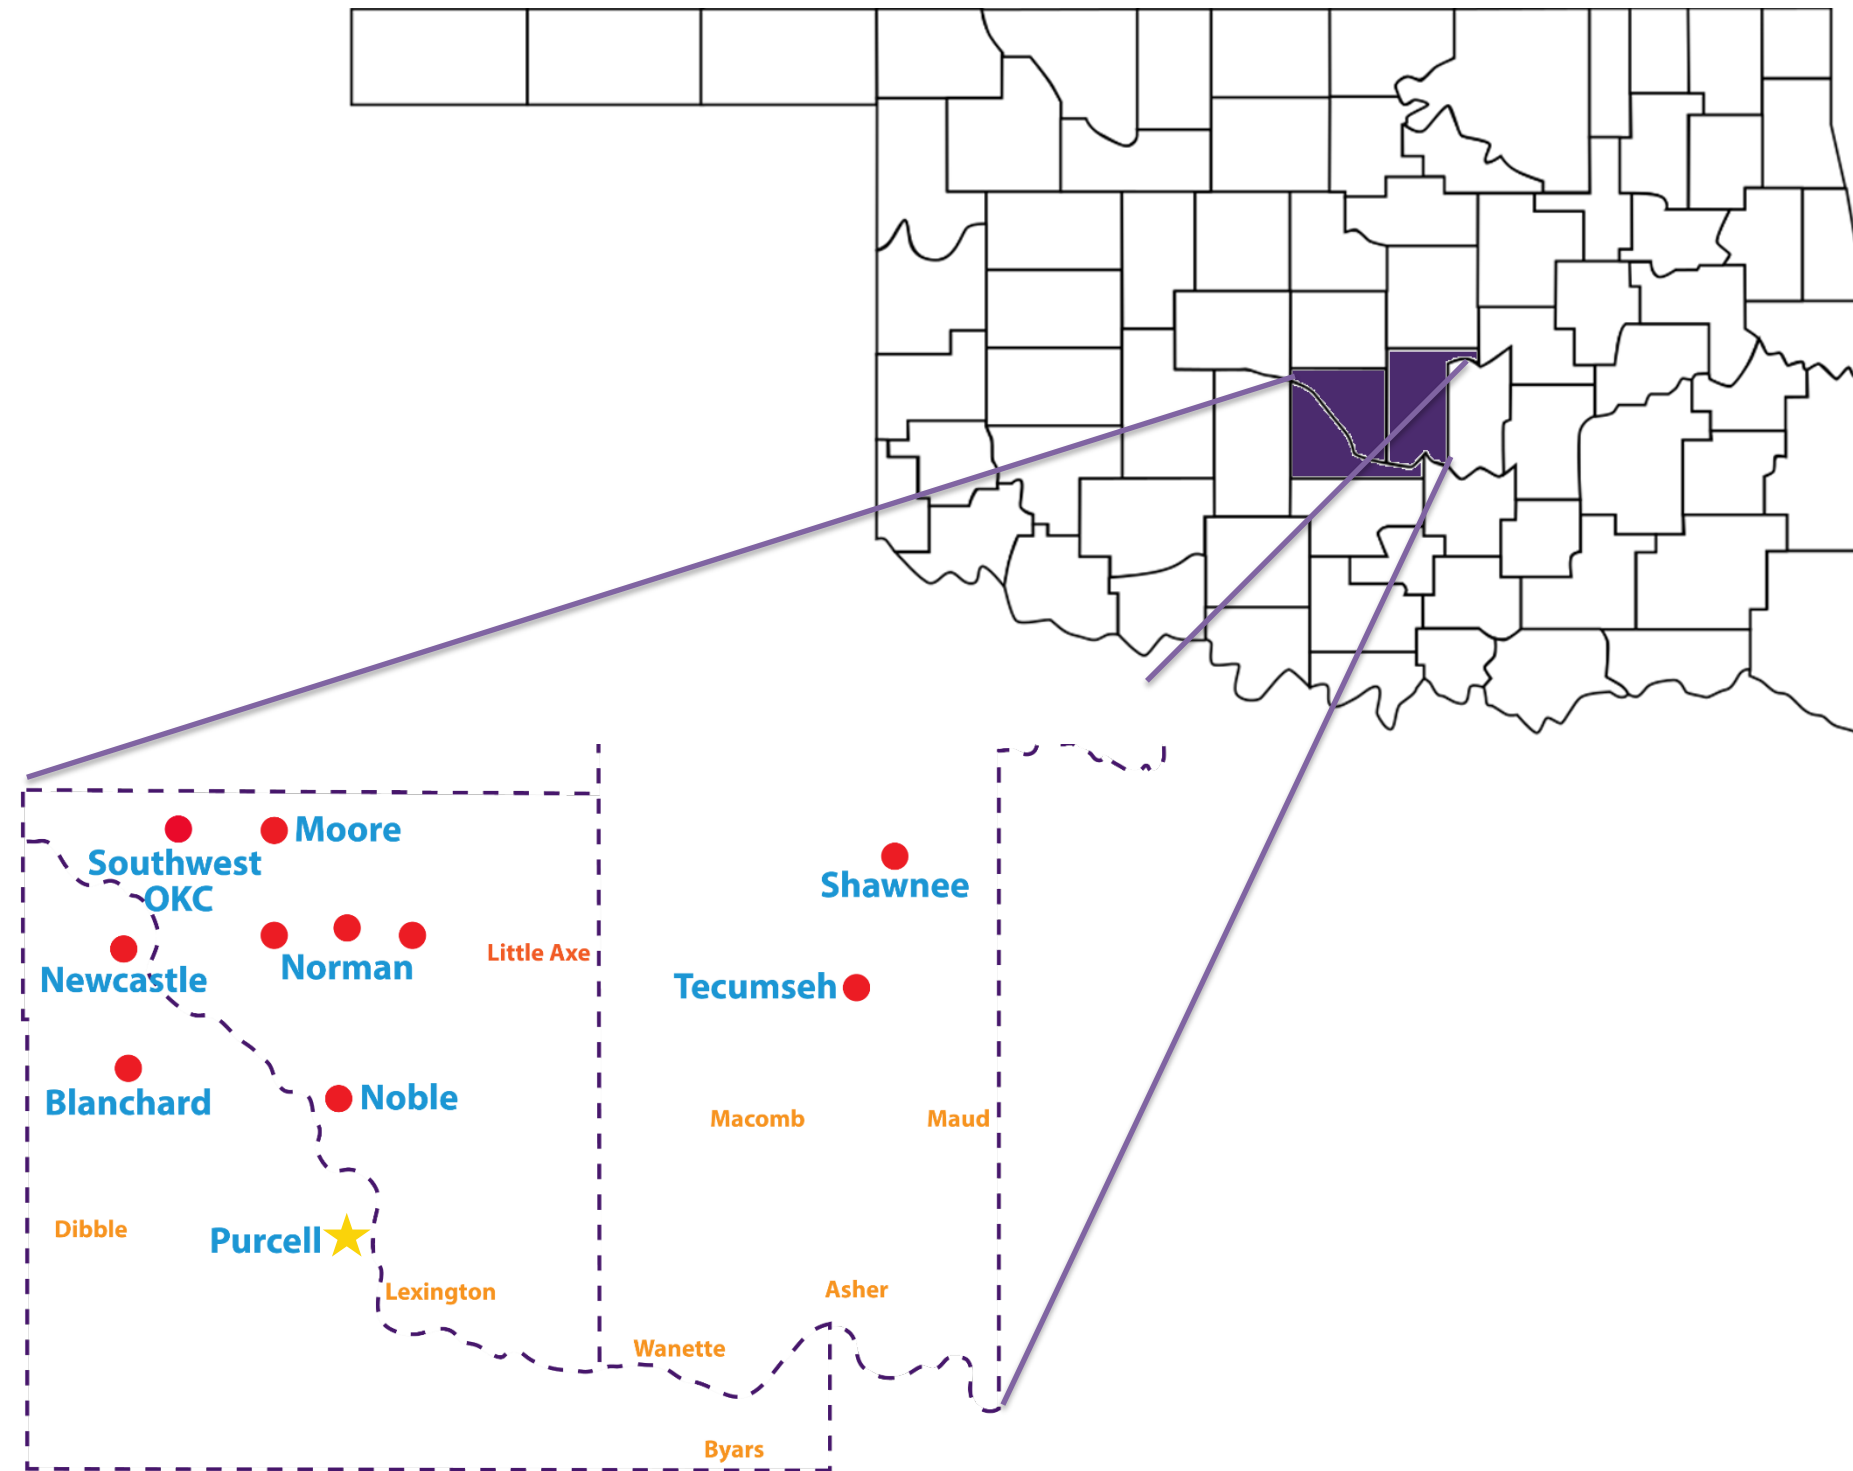 Moore
Southwest
OKC
Shawnee
Norman
Little Axe
Newcastle
Tecumseh
Blanchard
Noble
Macomb
Maud
Dibble
Purcell
Lexington
Asher
Wanette
Byars